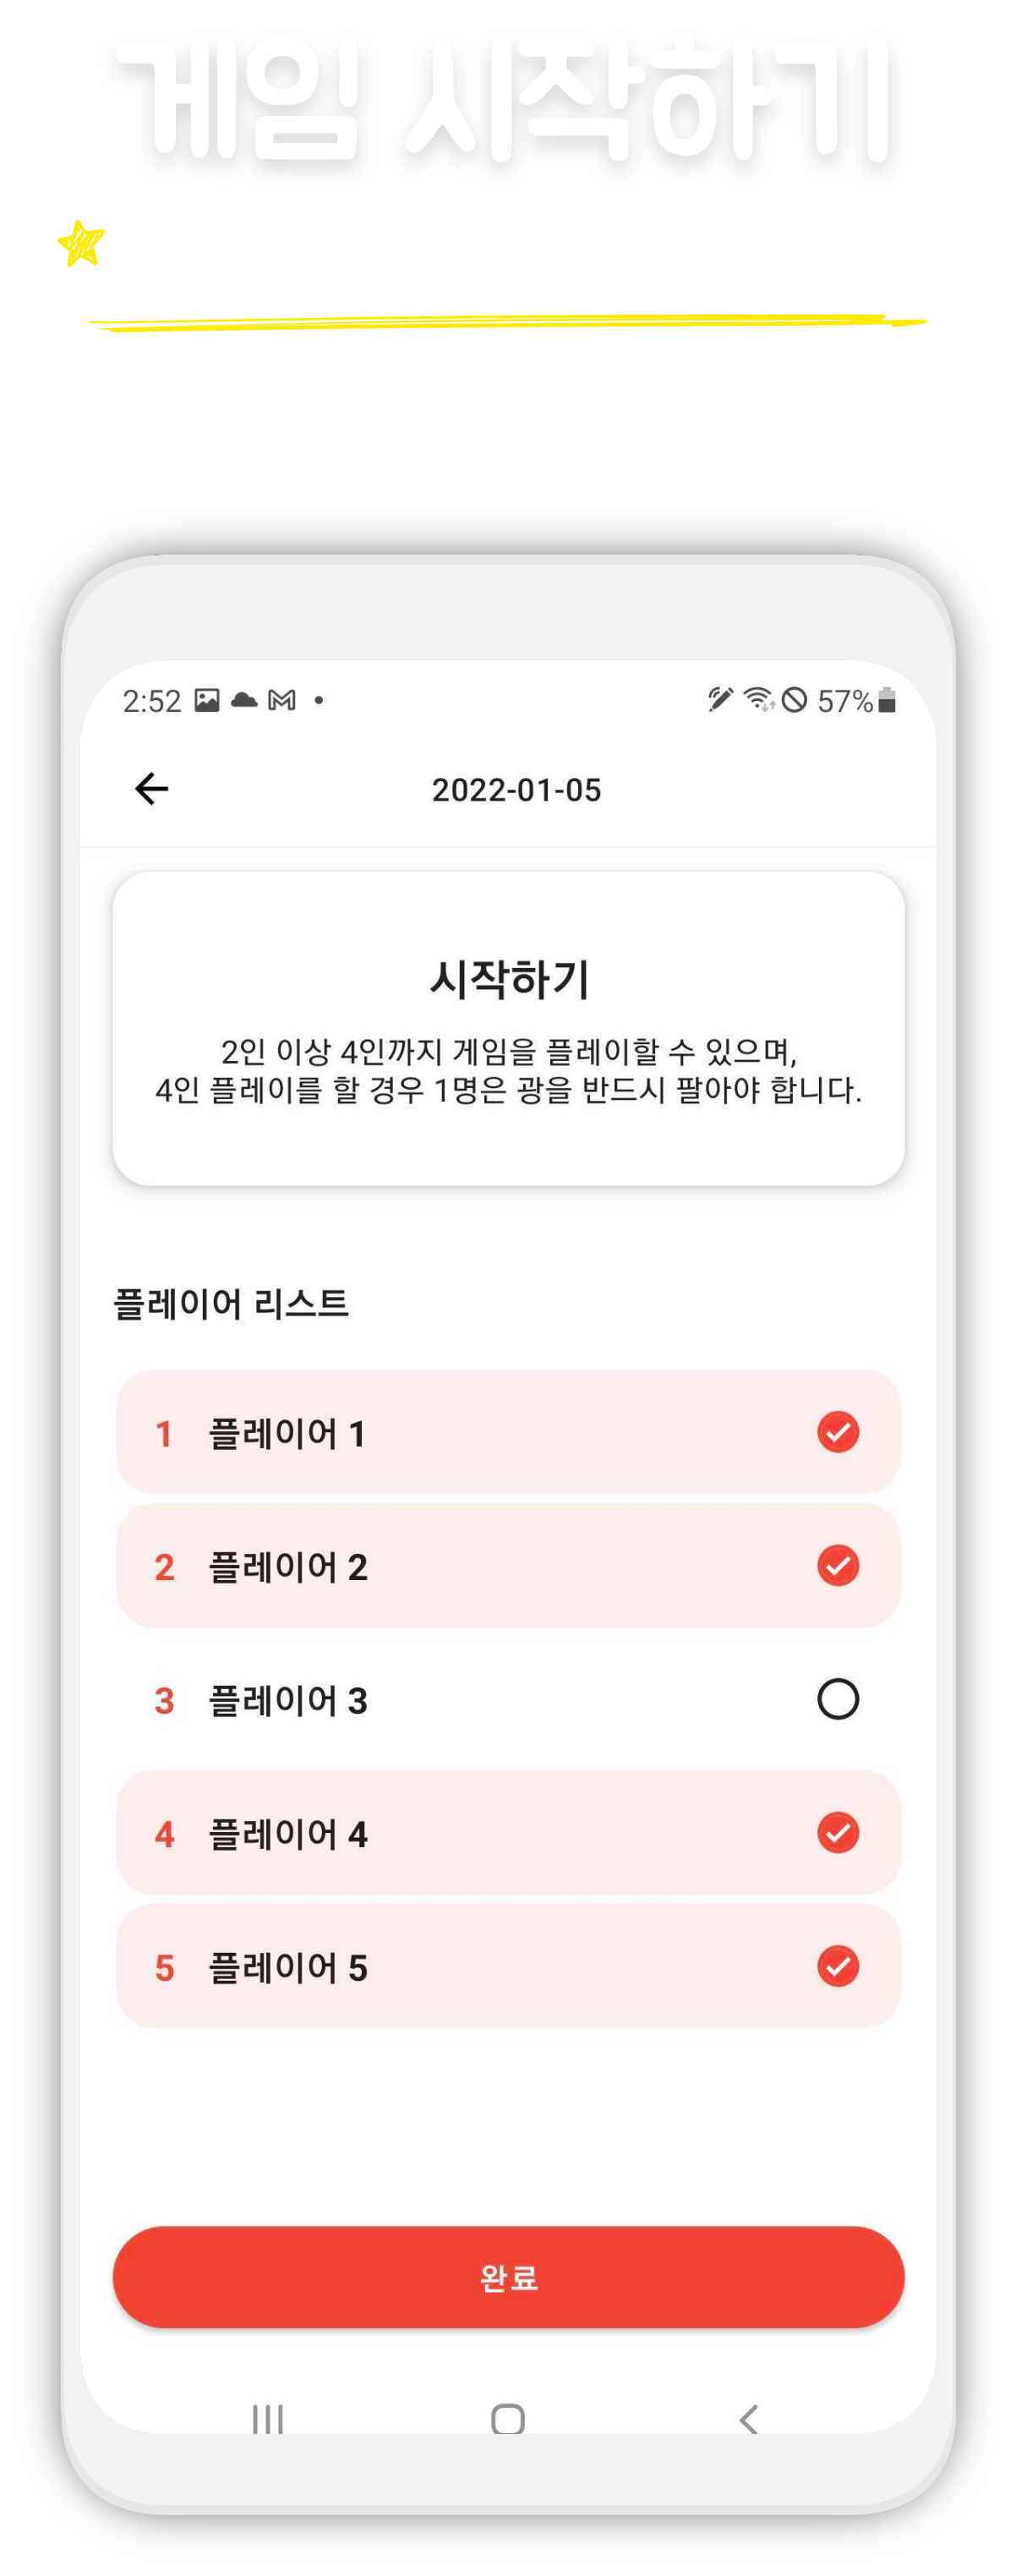 게임 시작하기
2:52
57%
2022-01-05
시작하기
2인 이상 4인까지 게임을 플레이할 수 있으며,
4인 플레이를 할 경우 1명은 광을 반드시 팔아야 합니다.
플레이어 리스트
1 플레이어 1
2 플레이어 2
3 플레이어 3
4 플레이어 4
5 플레이어 5
완료